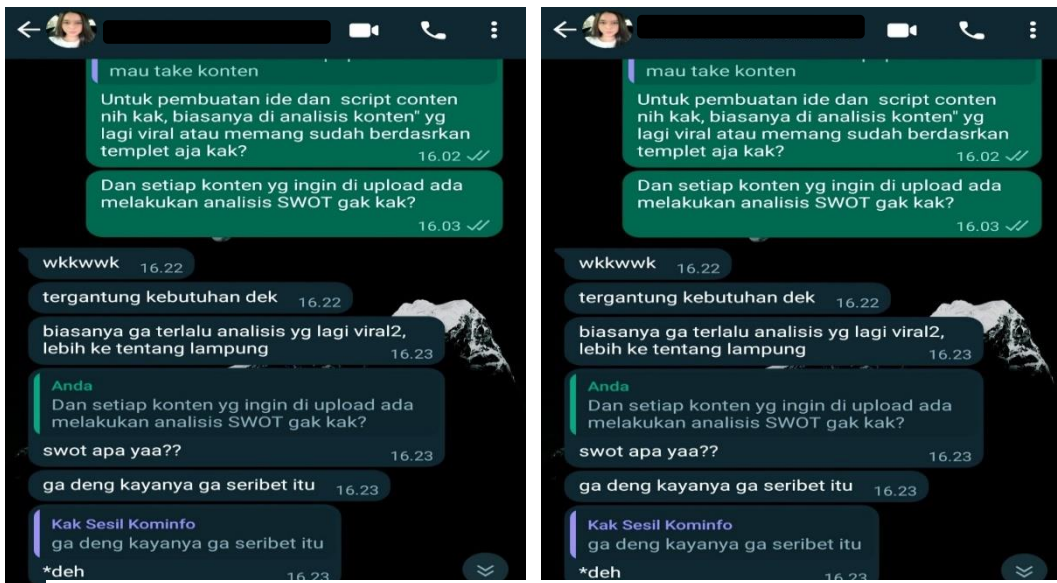 mau take konten
Untuk pembuatan ide dan script conten
nih kak, biasanya di analisis konten" yg
lagi viral atau memang sudah berdasrkan
templet aja kak?
16.02
Dan setiap konten yg ingin di upload ada
melakukan analisis SWOT gak kak?
16.03
wkkwwk 16.22
tergantung kebutuhan dek 16.22
biasanya ga terlalu analisis yg lagi viral2,
lebih ke tentang lampung 16.23
Anda
Dan setiap konten yg ingin di upload ada
melakukan analisis SWOT gak kak?
swot apa yaa?? 16.23
ga deng kayanya ga seribet itu 16.23
Kak Sesil Kominfo
ga deng kayanya ga seribet itu
*deh 16.23
mau take konten
Untuk pembuatan ide dan script conten
nih kak, biasanya di analisis konten" yg
lagi viral atau memang sudah berdasrkan
templet aja kak?
16.02
Dan setiap konten yg ingin di upload ada
melakukan analisis SWOT gak kak?
16.03
wkkwwk 16.22
tergantung kebutuhan dek 16.22
biasanya ga terlalu analisis yg lagi viral2,
lebih ke tentang lampung 16.23
Anda
Dan setiap konten yg ingin di upload ada
melakukan analisis SWOT gak kak?
swot apa yaa?? 16.23
ga deng kayanya ga seribet itu 16.23
Kak Sesil Kominfo
ga deng kayanya ga seribet itu
*deh 16.23